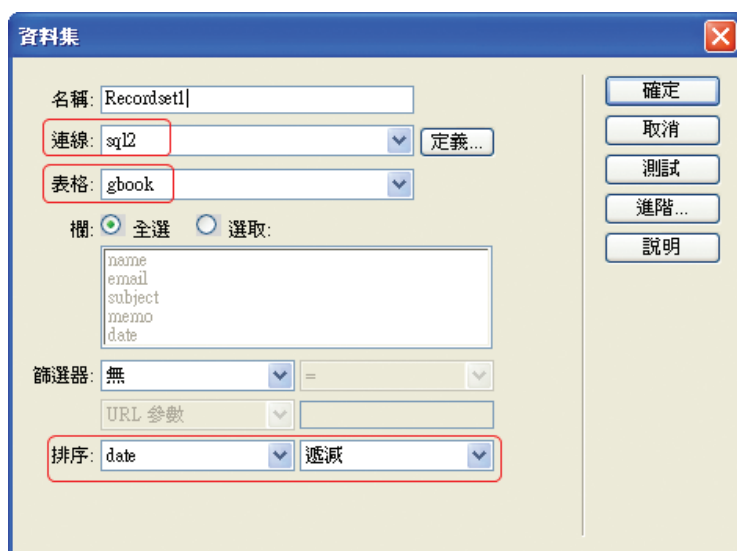 資料集
名稱: Recordset1
連線: sql2 定義...
表格: gbook
欄: 全選 選取:
name
email
subject
memo
date
篩選器: 無 =
URL 參數
排序: date 遞減
確定
取消
測試
進階...
說明